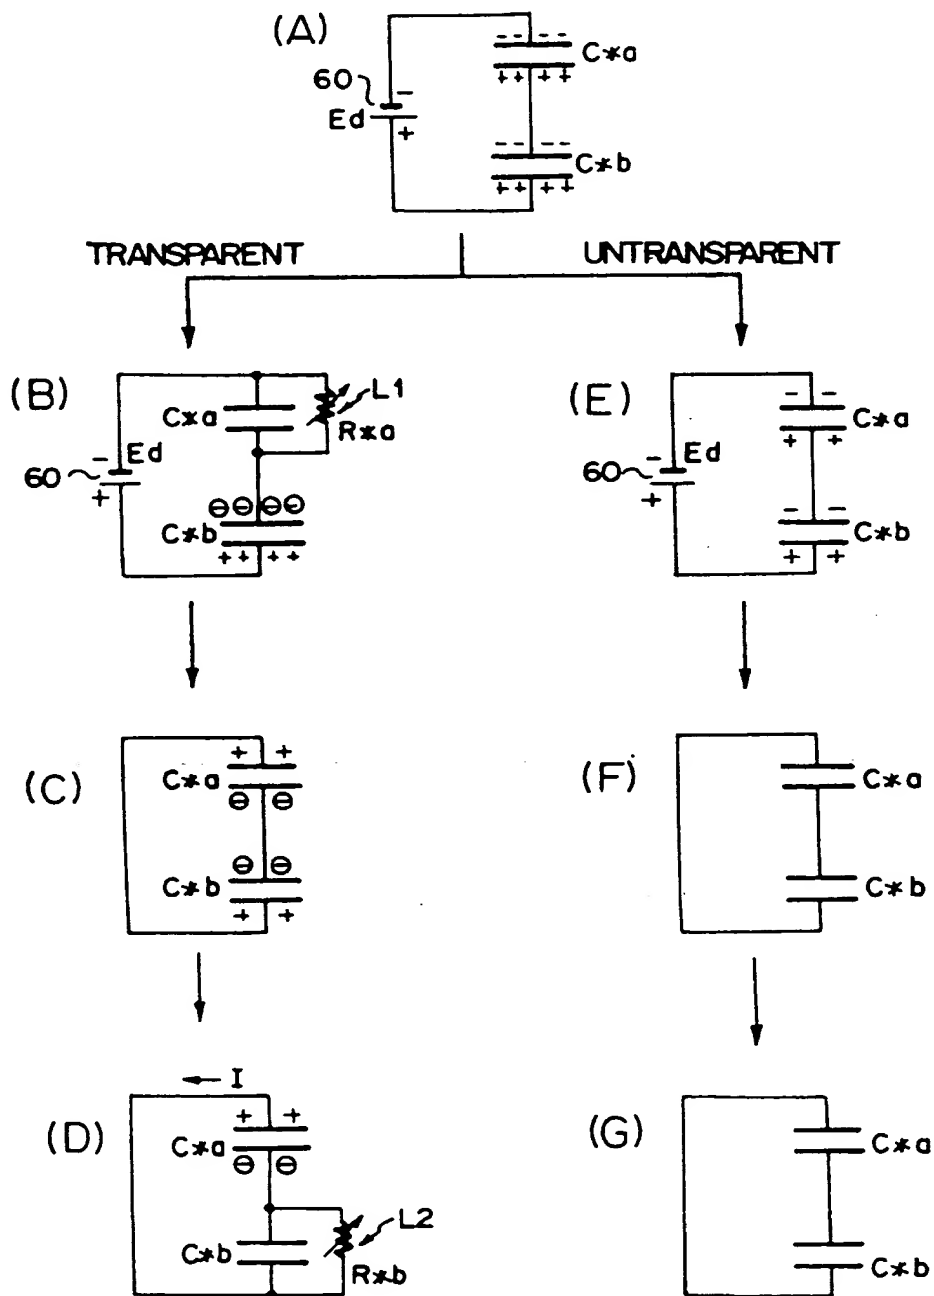 (A)
- - - -
C*a
60
-
++ ++
Ed
+
- - - -
C*b
++ ++
TRANSPARENT
UNTRANSPARENT
(B)
L1
C*a
R*a
- Ed
60
+
⊖⊖ ⊖⊖
C*b
++ ++
(E)
- -
C*a
+ +
- Ed
60
+
- -
C*b
+ +
(C)
+ +
C*a
⊖ ⊖
⊖ ⊖
C*b
+ +
(F)
C*a
C*b
← I
(D)
+ +
C*a
⊖ ⊖
L2
C*b
R*b
(G)
C*a
C*b